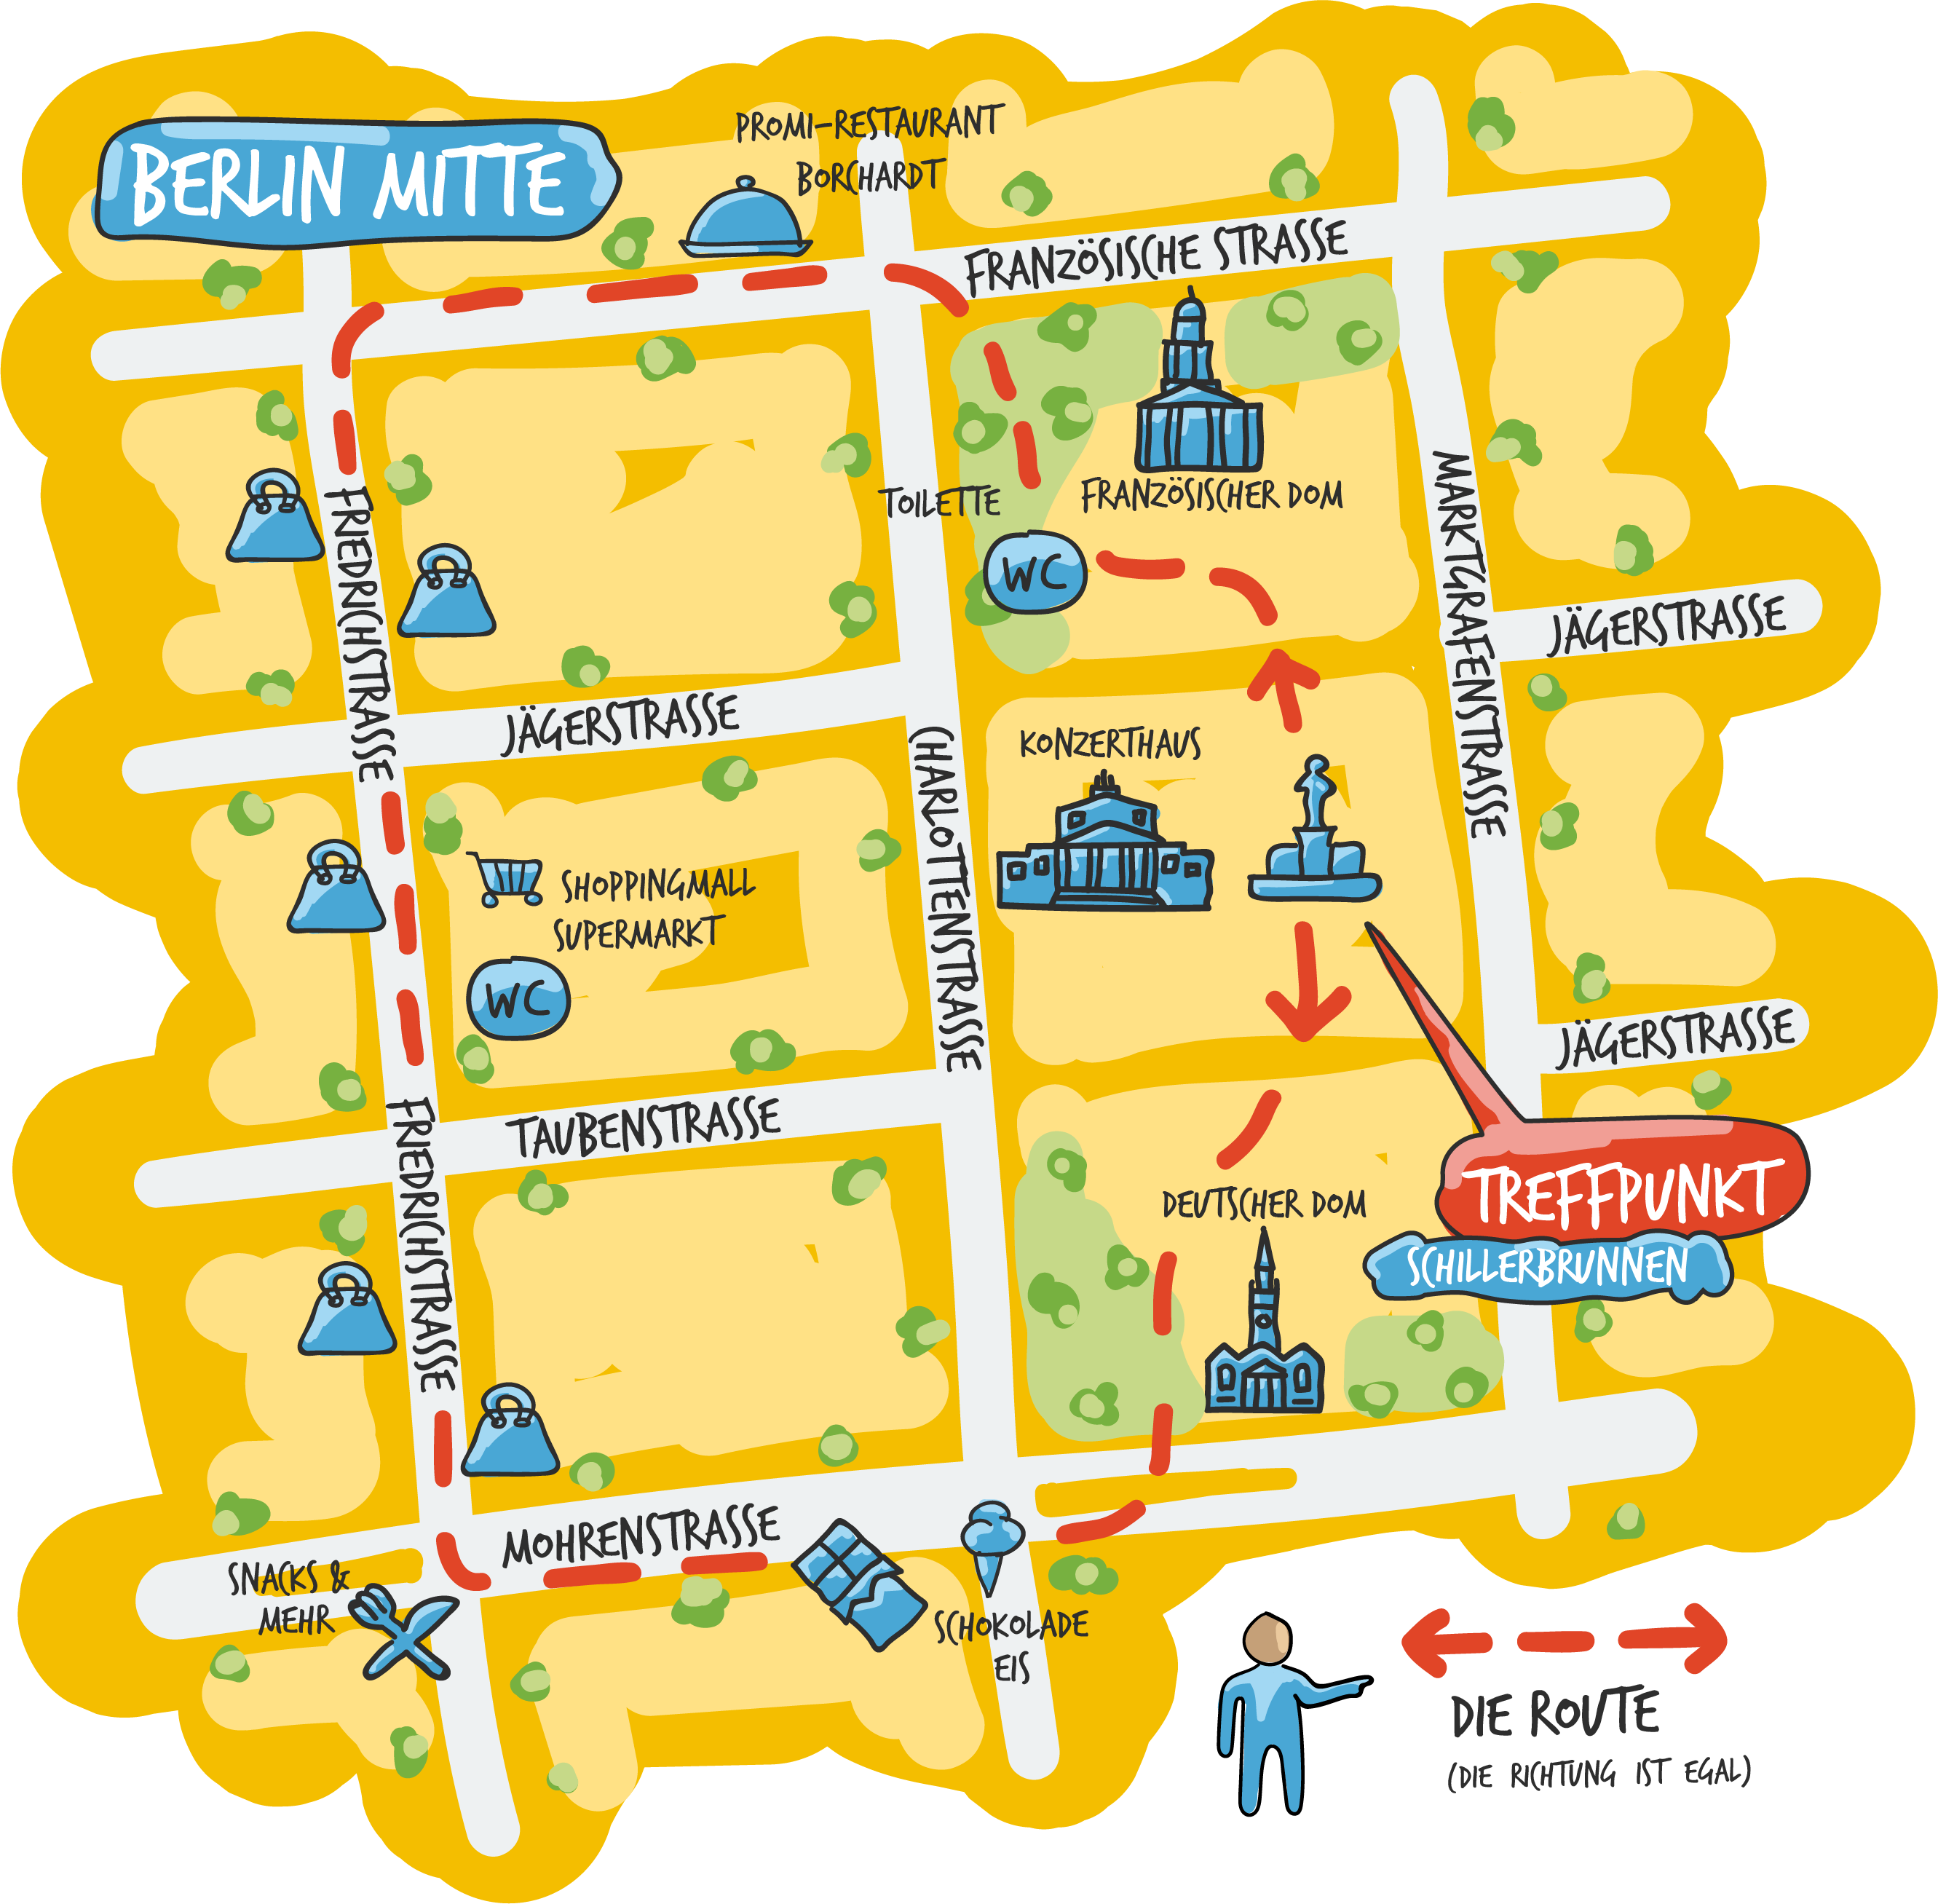 BERLIN MITTE
PROMI-RESTAURANT
BORCHARDT
FRANZÖSISCHE STRASSE
TOILETTE
WC
FRANZÖSISCHER DOM
FRIEDRICHTRASSE
MARKTGRAFENSTRASSE
JÄGERSTRASSE
JÄGERSTRASSE
KONZERTHAUS
CHARLOTTENSTRASSE
SHOPPINGMALL
SUPERMARKT
WC
JÄGERSTRASSE
TAUBENSTRASSE
FRIEDRICHSTRASSE
DEUTSCHER DOM
TREFFPUNKT
SCHILLERBRUNNEN
MOHRENSTRASSE
SNACKS &
MEHR
SCHOKOLADE
EIS
DIE ROUTE
(DIE RICHTUNG IST EGAL)